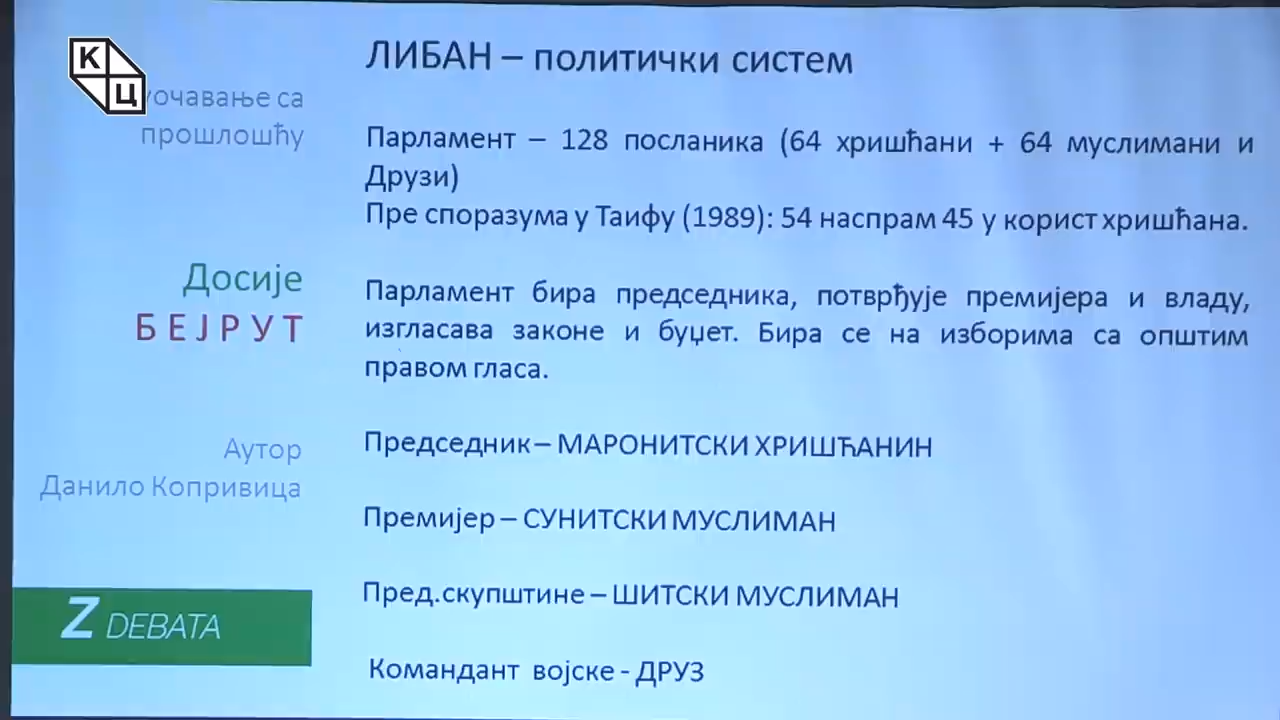 КЦ
са
прошлошћу
Досије
БЕЈРУТ
Аутор
Данило Копривица
Z DEBATA
ЛИБАН – политички систем
Парламент – 128 посланика (64 хришћани + 64 муслимани и
Друзи)
Пре споразума у Таифу (1989): 54 наспрам 45 у корист хришћана.
Парламент бира председника, потврђује премијера и владу,
изгласава законе и буџет. Бира се на изборима са општим
правом гласа.
Председник – МАРОНИТСКИ ХРИШЋАНИН
Премијер – СУНИТСКИ МУСЛИМАН
Пред.скупштине – ШИТСКИ МУСЛИМАН
Командант војске - ДРУЗ